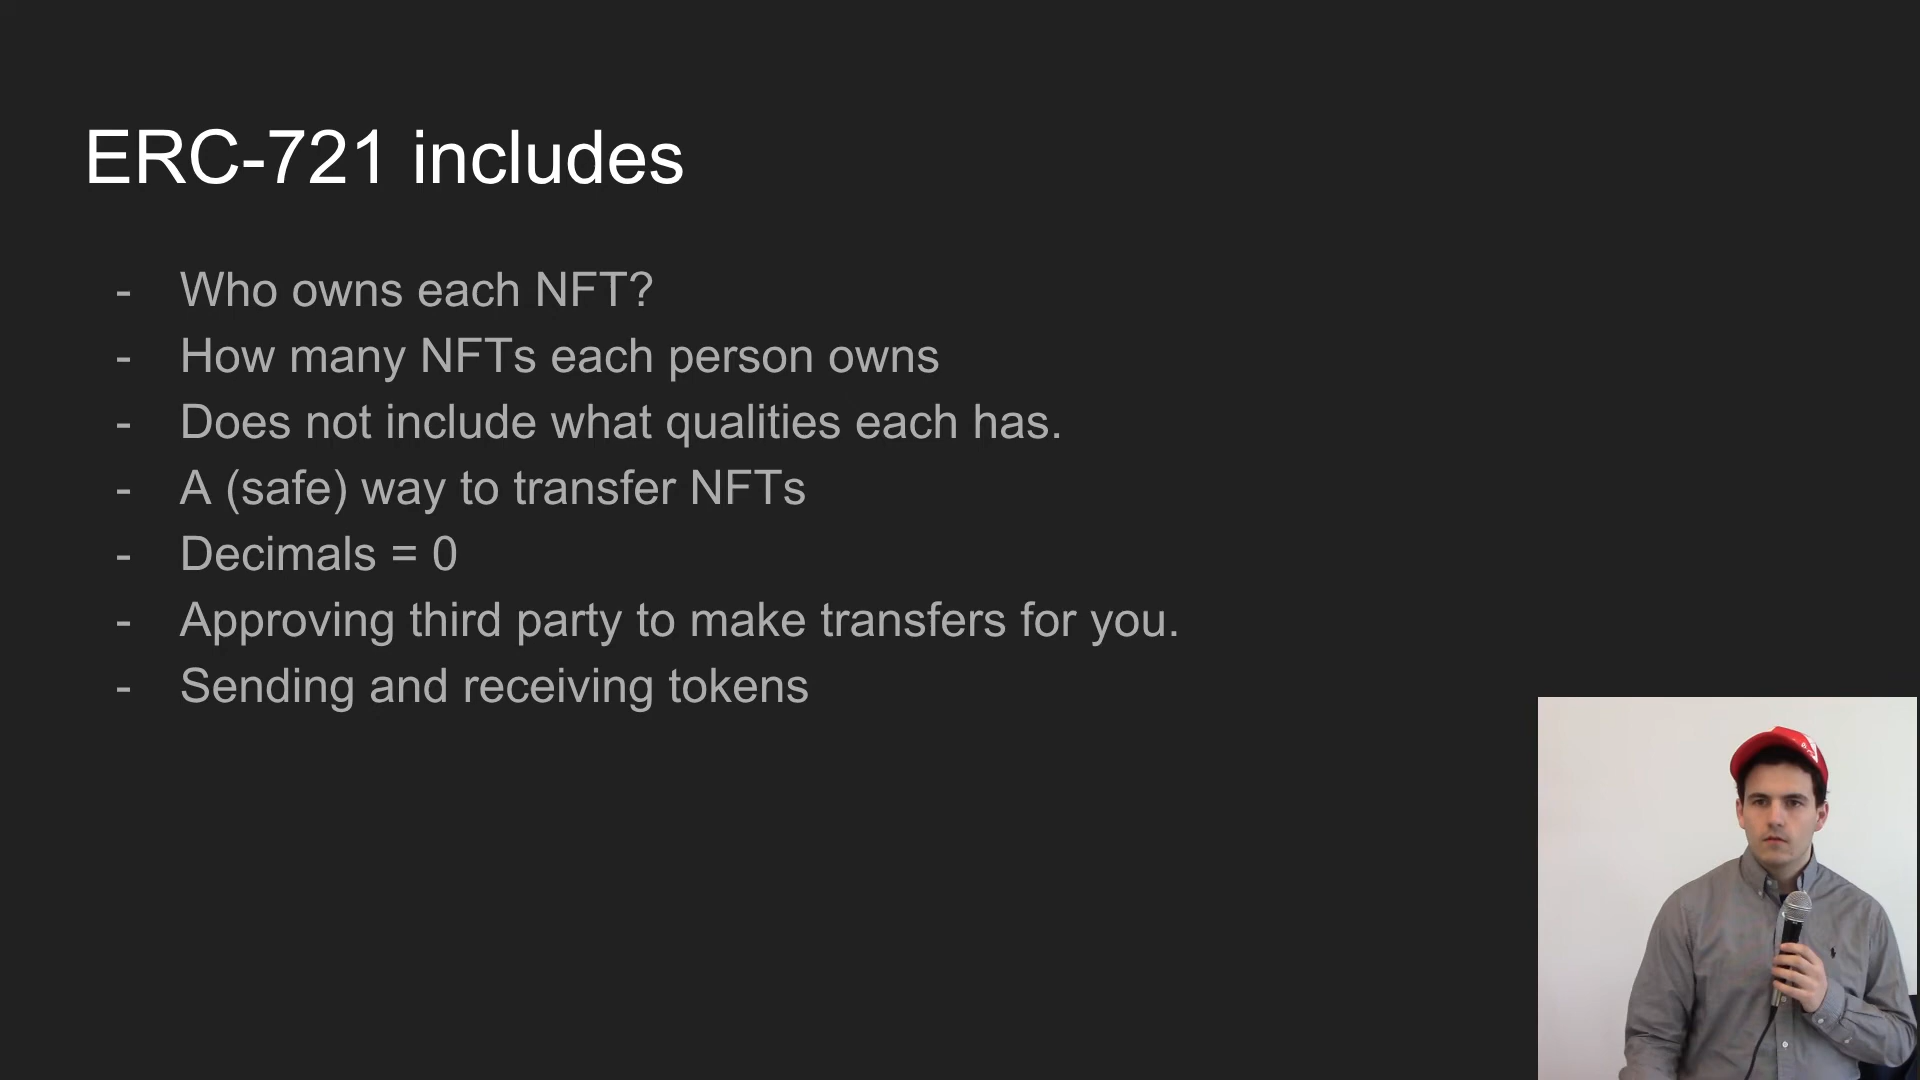 ERC-721 includes
- Who owns each NFT?
- How many NFTs each person owns
- Does not include what qualities each has.
- A (safe) way to transfer NFTs
- Decimals = 0
- Approving third party to make transfers for you.
- Sending and receiving tokens